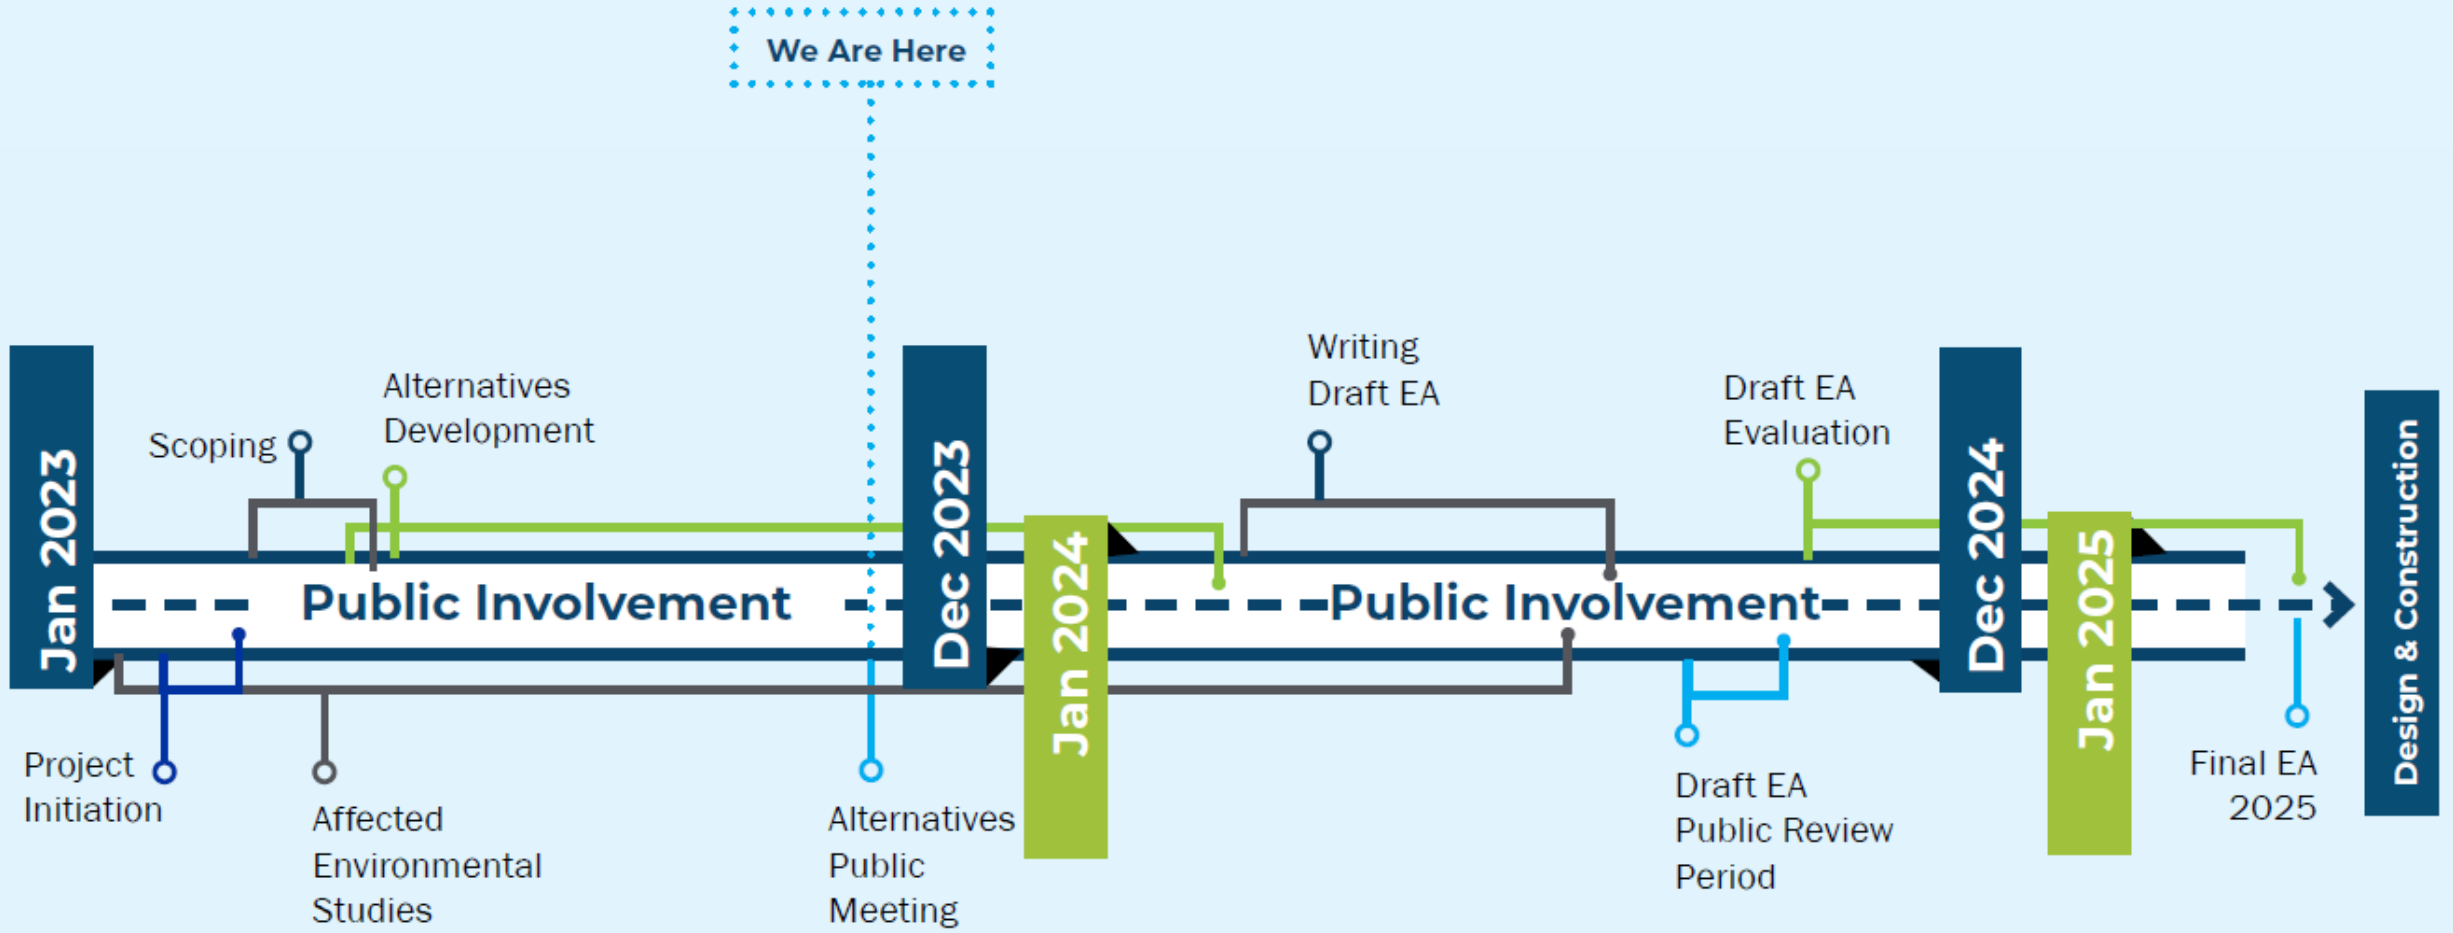 We Are Here
Writing
Draft EA
Alternatives
Development
Scoping
Draft EA
Evaluation
Jan 2023
Public Involvement
Dec 2023
Jan 2024
Public Involvement
Dec 2024
Jan 2025
Design & Construction
Project
Initiation
Affected
Environmental
Studies
Alternatives
Public
Meeting
Draft EA
Public Review
Period
Final EA
2025